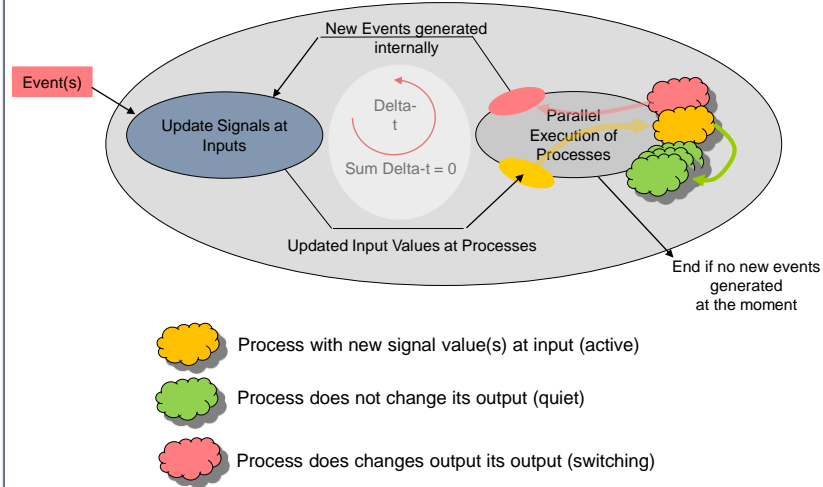 New Events generated
internally
Event(s)
Update Signals at
Inputs
Delta-
t
Sum Delta-t = 0
Parallel
Execution of
Processes
Updated Input Values at Processes
End if no new events
generated
at the moment
Process with new signal value(s) at input (active)
Process does not change its output (quiet)
Process does changes output its output (switching)